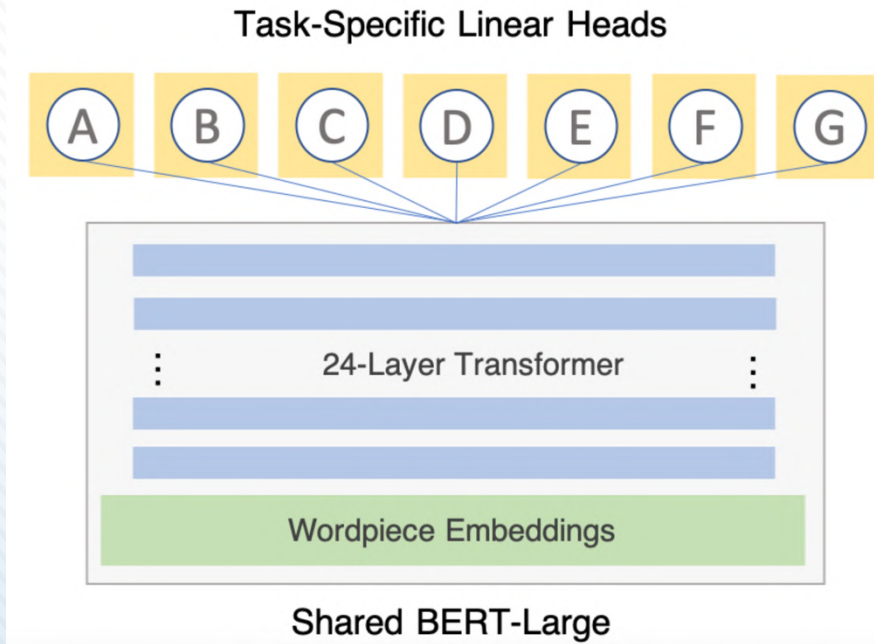 Task-Specific Linear Heads
A B C D E F G
24-Layer Transformer
Wordpiece Embeddings
Shared BERT-Large